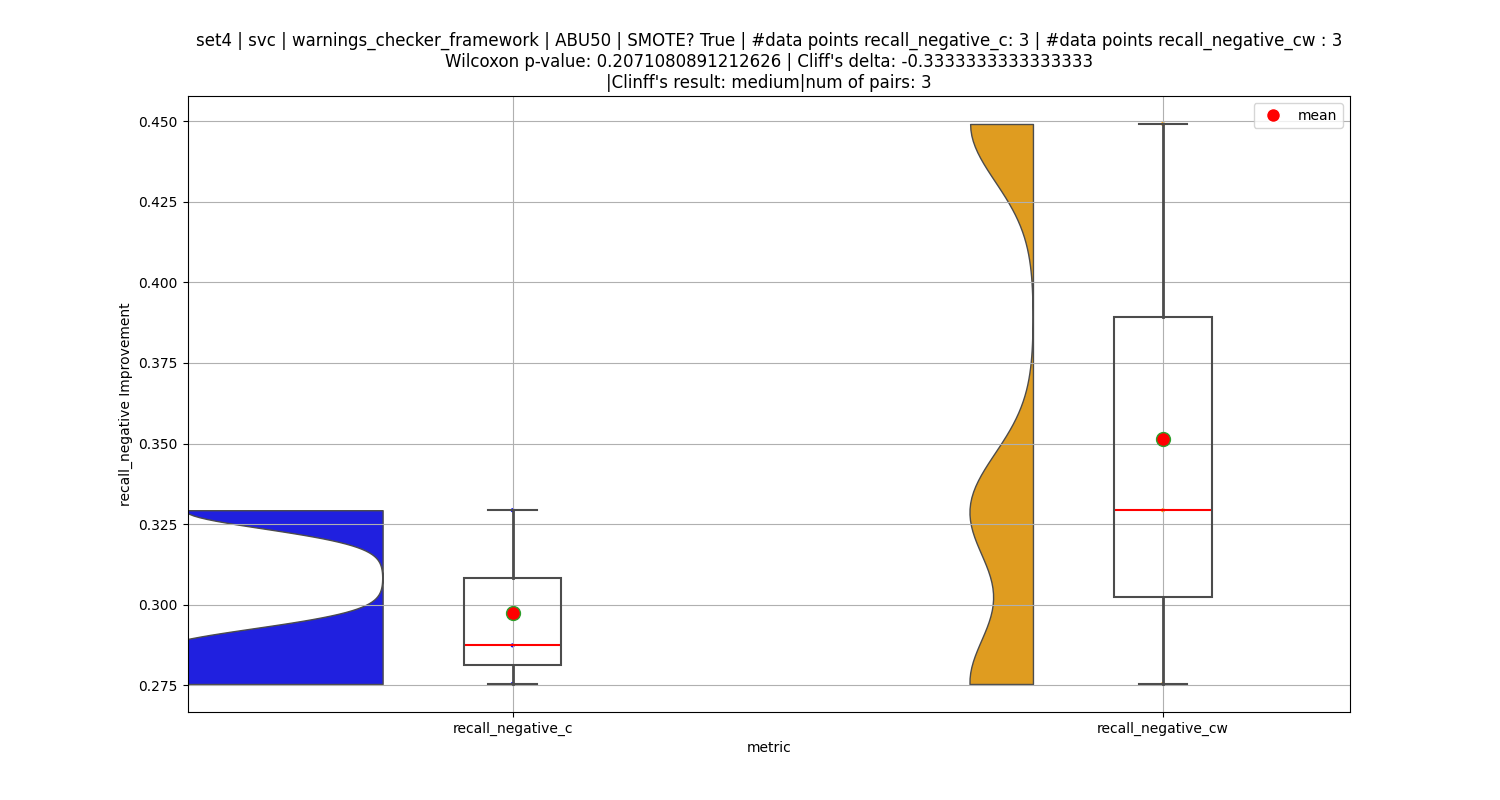 set4 | svc | warnings_checker_framework | ABU50 | SMOTE? True | #data points recall_negative_c: 3 | #data points recall_negative_cw : 3
Wilcoxon p-value: 0.2071080891212626 | Cliff's delta: -0.3333333333333333
|Clinff's result: medium|num of pairs: 3
mean
0.450
0.425
0.400
0.375
0.350
0.325
0.300
0.275
recall_negative Improvement
recall_negative_c
recall_negative_cw
metric